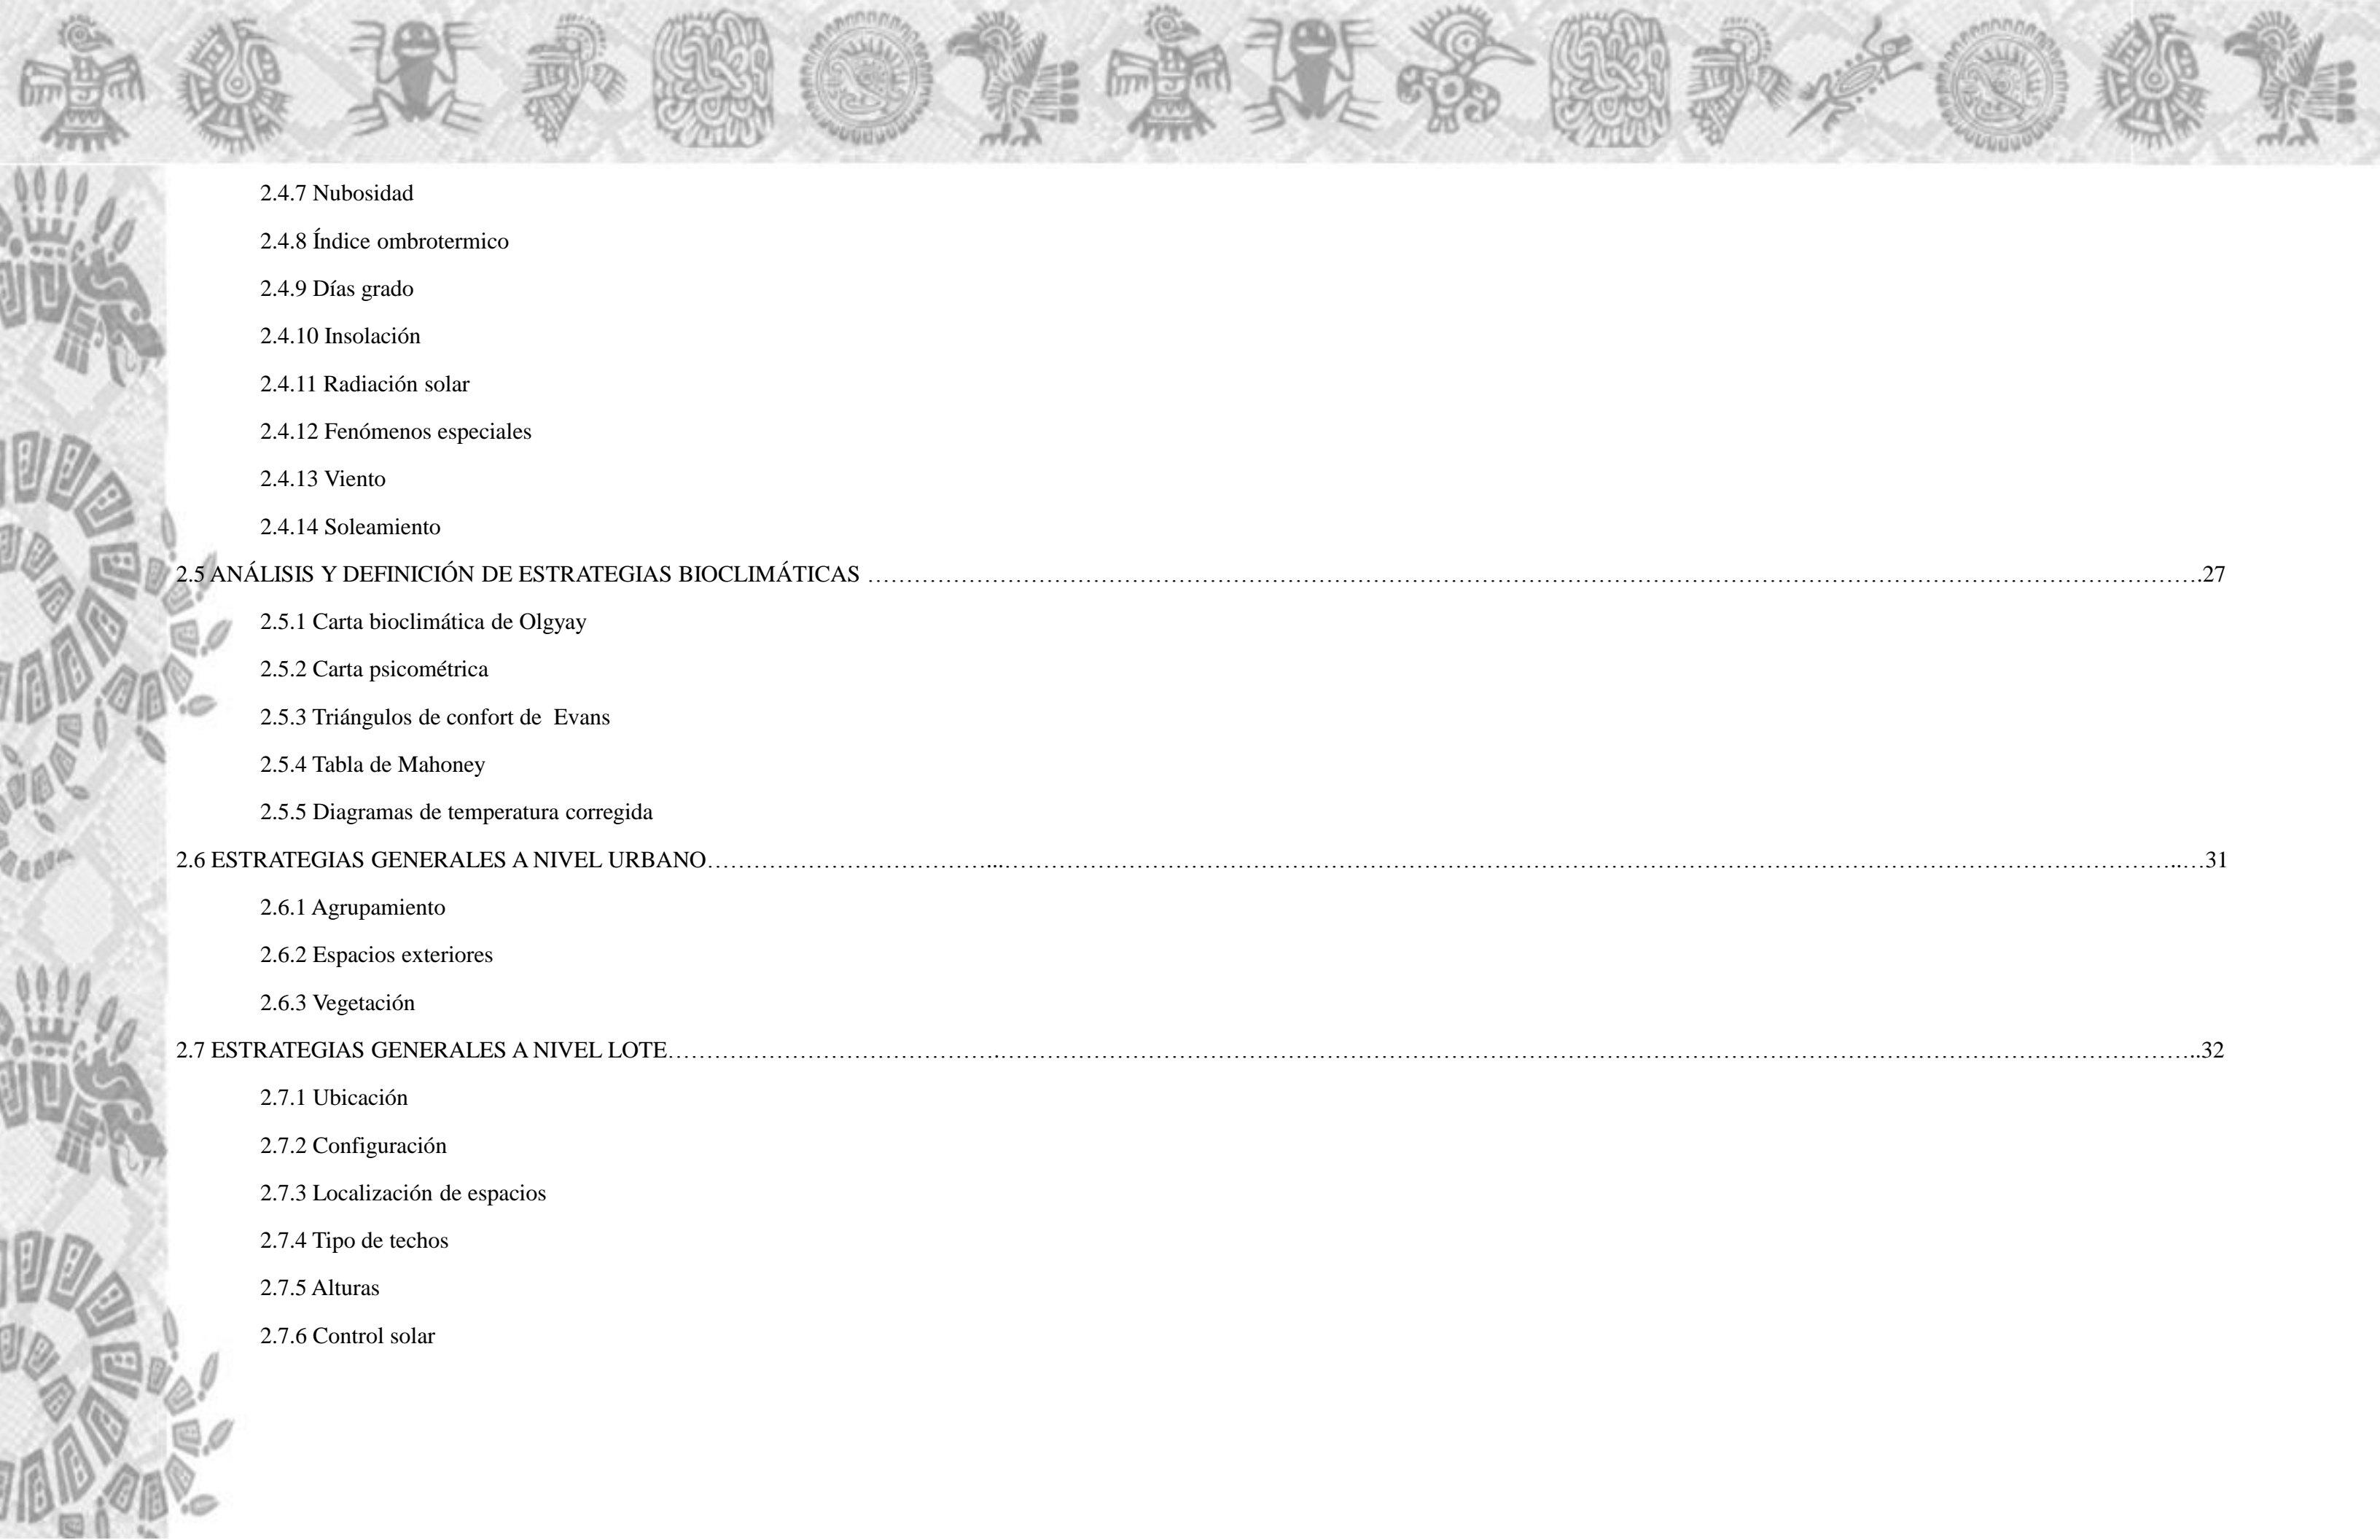 2.4.7 Nubosidad
2.4.8 Índice ombrotermico
2.4.9 Días grado
2.4.10 Insolación
2.4.11 Radiación solar
2.4.12 Fenómenos especiales
2.4.13 Viento
2.4.14 Soleamiento
2.5 ANÁLISIS Y DEFINICIÓN DE ESTRATEGIAS BIOCLIMÁTICAS ……………………………………………………………………………………………………………………………….27
2.5.1 Carta bioclimática de Olgyay
2.5.2 Carta psicométrica
2.5.3 Triángulos de confort de  Evans
2.5.4 Tabla de Mahoney
2.5.5 Diagramas de temperatura corregida
2.6 ESTRATEGIAS GENERALES A NIVEL URBANO………………………………...……………………………………………………………………………………………………..…31
2.6.1 Agrupamiento
2.6.2 Espacios exteriores
2.6.3 Vegetación
2.7 ESTRATEGIAS GENERALES A NIVEL LOTE…………………………………….………………………………………………………………………………………………………..32
2.7.1 Ubicación
2.7.2 Configuración
2.7.3 Localización de espacios
2.7.4 Tipo de techos
2.7.5 Alturas
2.7.6 Control solar